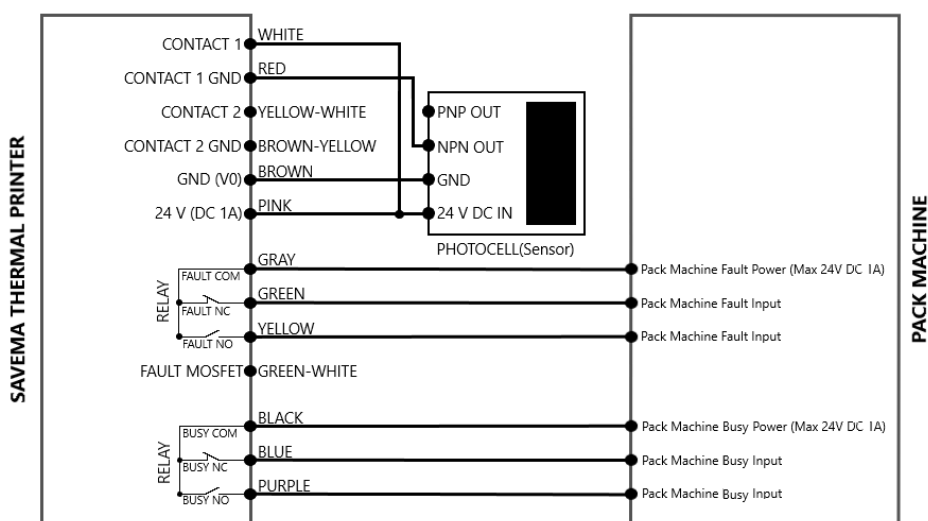 SAVEMA THERMAL PRINTER
CONTACT 1
WHITE
CONTACT 1 GND
RED
CONTACT 2
YELLOW-WHITE
CONTACT 2 GND
BROWN-YELLOW
GND (V0)
BROWN
24 V (DC 1A)
PINK
PNP OUT
NPN OUT
GND
24 V DC IN
PHOTOCELL(Sensor)
RELAY
FAULT COM
GRAY
Pack Machine Fault Power (Max 24V DC 1A)
FAULT NC
GREEN
Pack Machine Fault Input
FAULT NO
YELLOW
Pack Machine Fault Input
FAULT MOSFET
GREEN-WHITE
RELAY
BUSY COM
BLACK
Pack Machine Busy Power (Max 24V DC 1A)
BUSY NC
BLUE
Pack Machine Busy Input
BUSY NO
PURPLE
Pack Machine Busy Input
PACK MACHINE